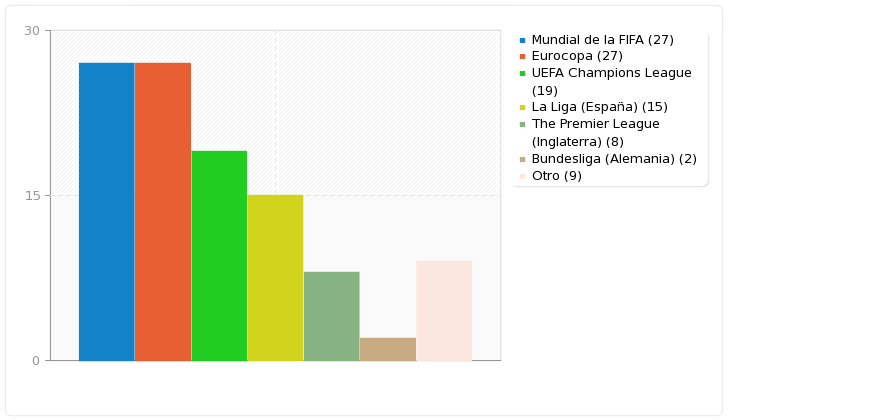 30
15
0
Mundial de la FIFA (27)
Eurocopa (27)
UEFA Champions League
(19)
La Liga (España) (15)
The Premier League
(Inglaterra) (8)
Bundesliga (Alemania) (2)
Otro (9)